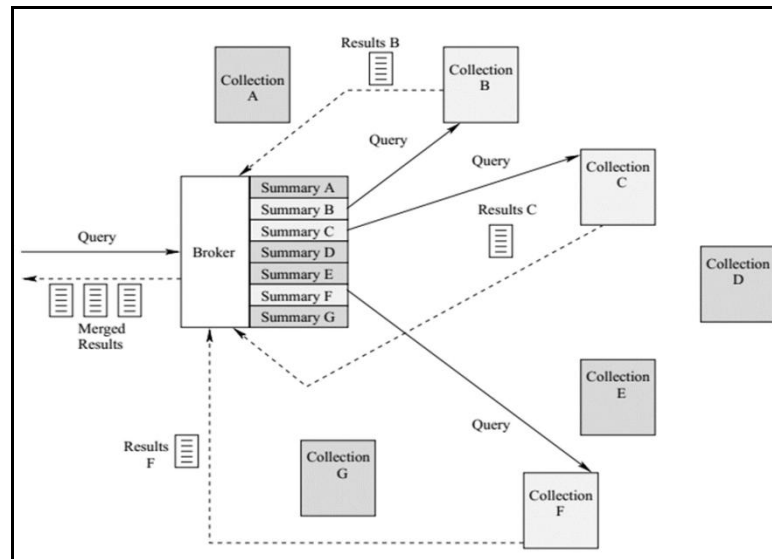 Results B
Collection
A
Collection
B
Query
Query
Collection
C
Summary A
Summary B
Summary C
Summary D
Summary E
Summary F
Summary G
Results C
Query
Broker
Collection
D
Merged
Results
Collection
E
Results
F
Query
Collection
G
Collection
F